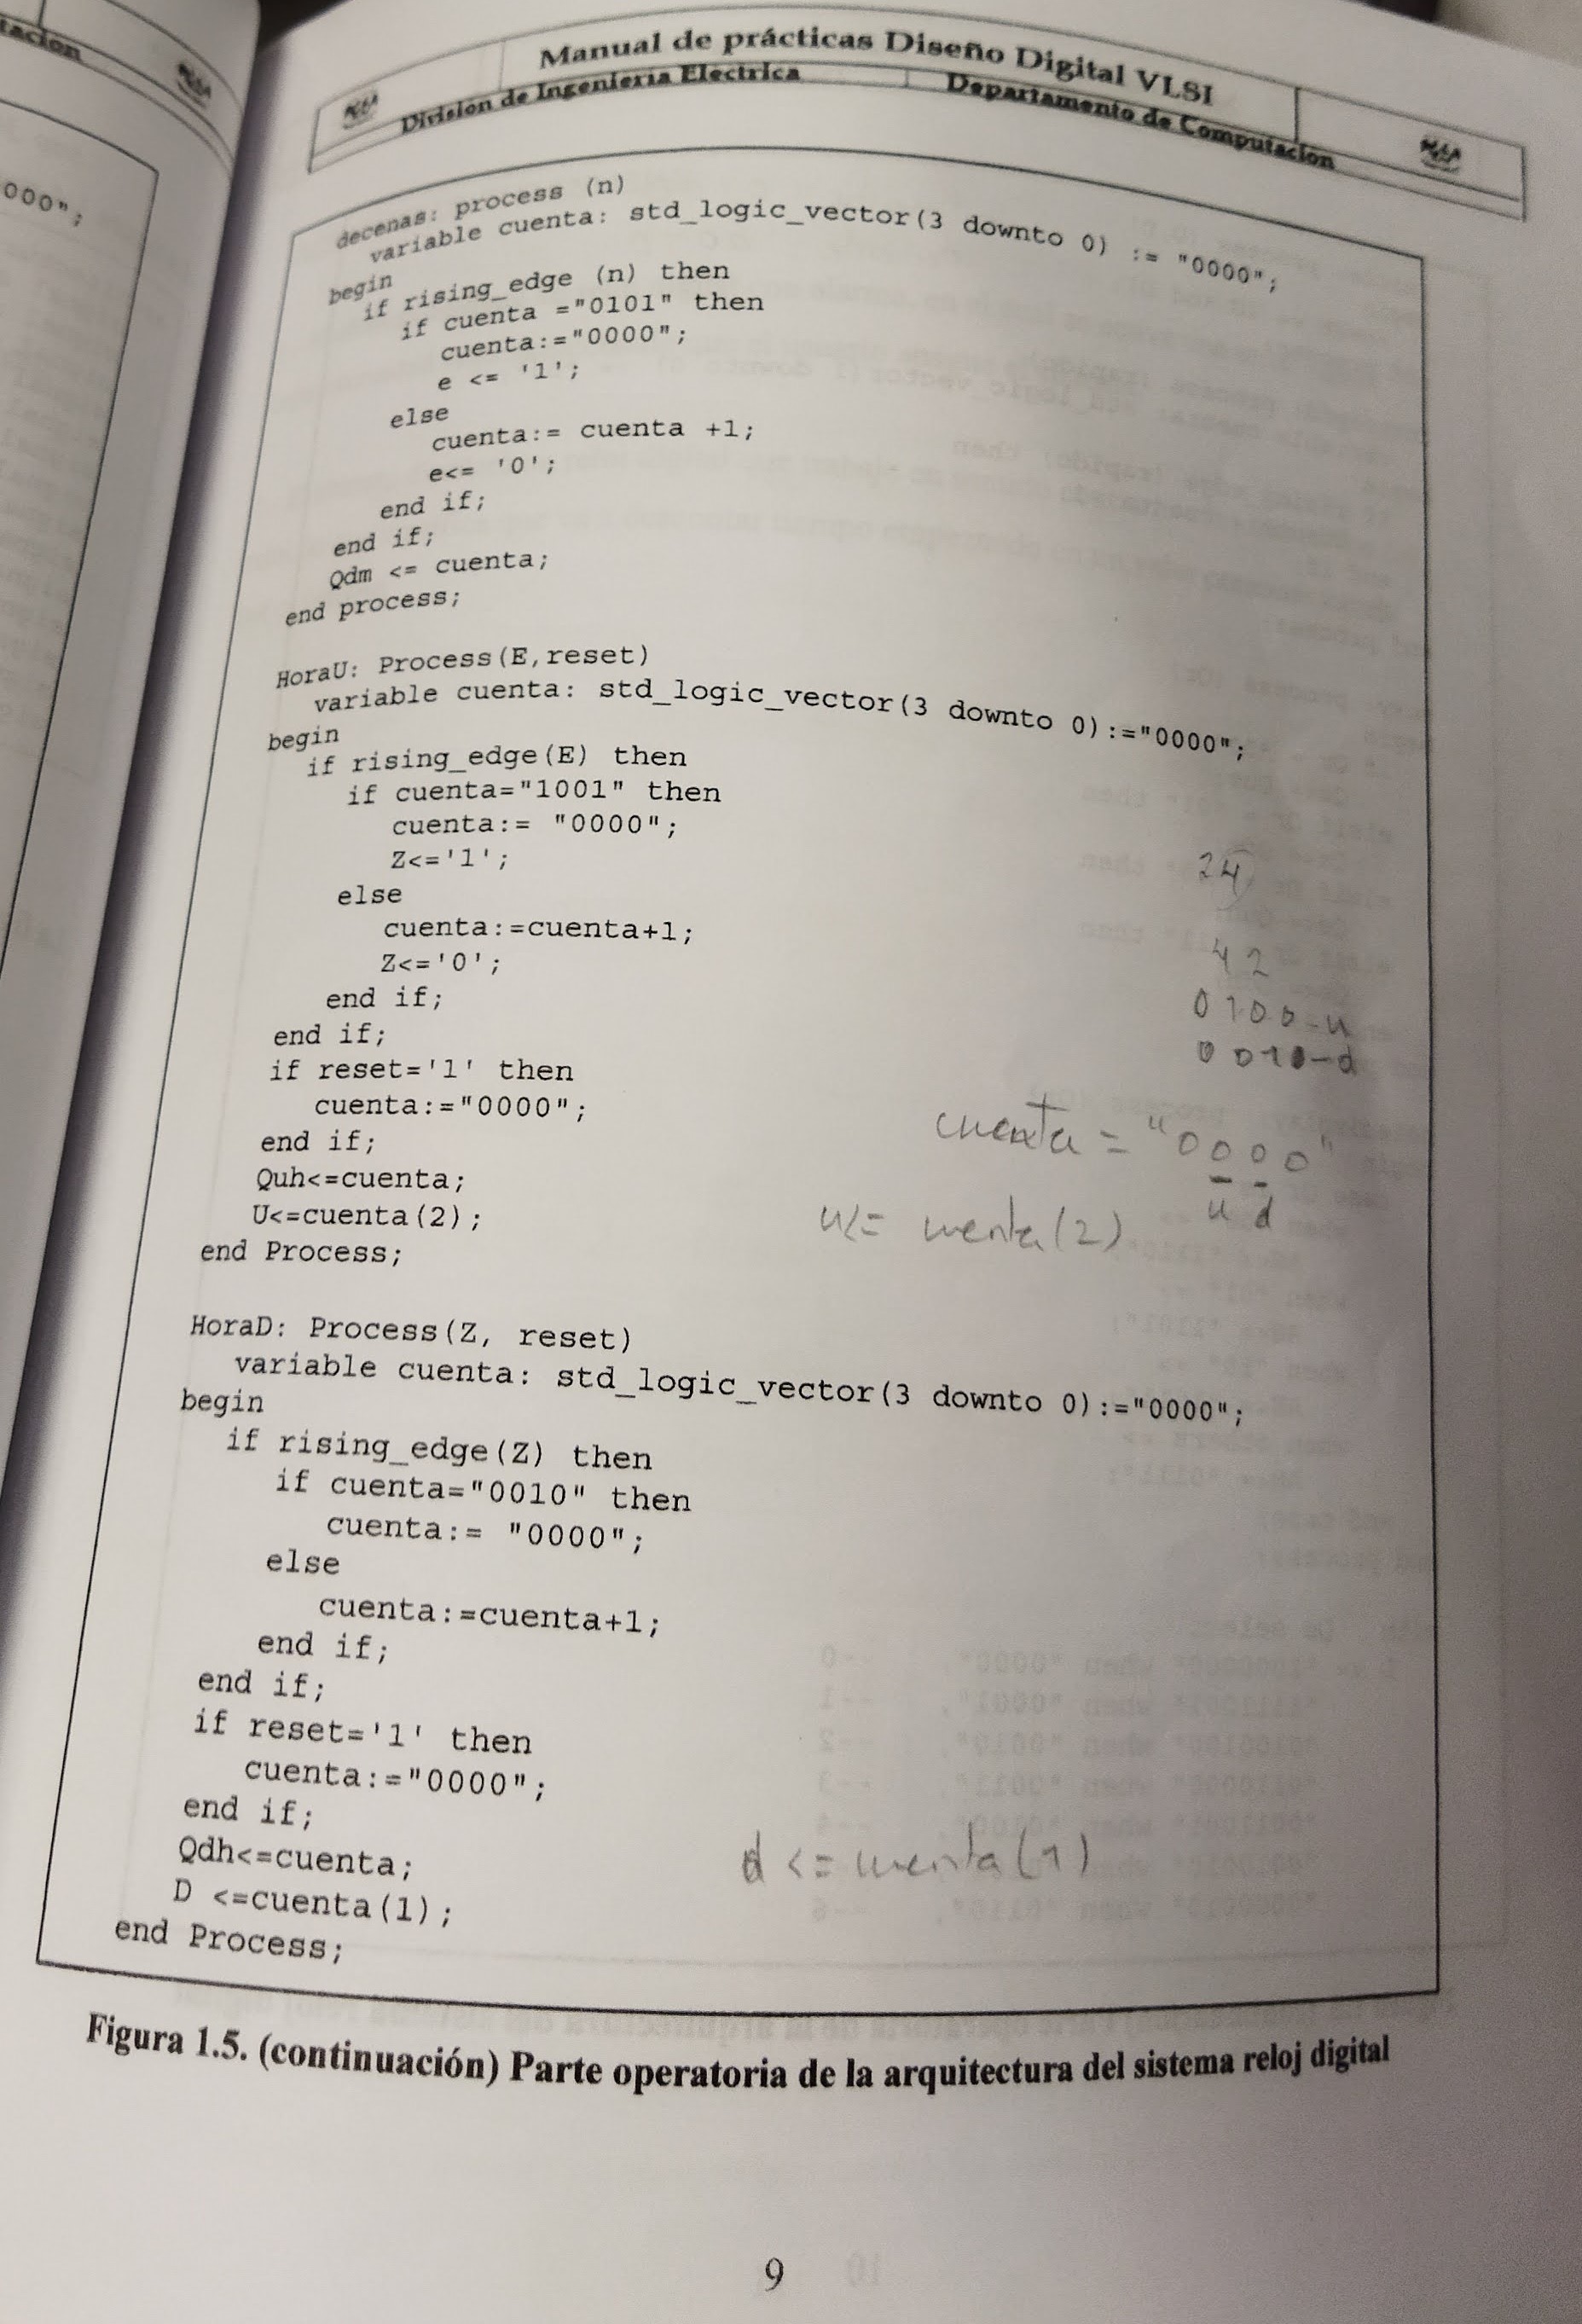 tacion
000";
Manual de prácticas Diseño Digital VLSI
División de Ingeniería Eléctrica
Departamento de Computación
decenas: process (n)
variable cuenta: std_logic_vector(3 downto 0) := "0000";
begin
if rising_edge (n) then
if cuenta ="0101" then
cuenta:="0000";
e <= '1';
else
cuenta:= cuenta +1;
e<= '0';
end if;
end if;
Qdm <= cuenta;
end process;
HoraU: Process(E,reset)
variable cuenta: std_logic_vector(3 downto 0):="0000";
begin
if rising_edge(E) then
if cuenta="1001" then
cuenta:= "0000";
Z<='1';
else
cuenta:=cuenta+1;
Z<='0';
end if;
end if;
if reset='1' then
cuenta:="0000";
end if;
Quh<=cuenta;
U<=cuenta(2);
end Process;
24
42
0100-u
0010-d
cuenta = "0000"
u d
u<= cuenta(2)
HoraD: Process(Z, reset)
variable cuenta: std_logic_vector(3 downto 0):="0000";
begin
if rising_edge(Z) then
if cuenta="0010" then
cuenta:= "0000";
else
cuenta:=cuenta+1;
end if;
end if;
if reset='1' then
cuenta:="0000";
end if;
Qdh<=cuenta;
D <=cuenta(1);
end Process;
d <= cuenta(1)
Figura 1.5. (continuación) Parte operatoria de la arquitectura del sistema reloj digital
9